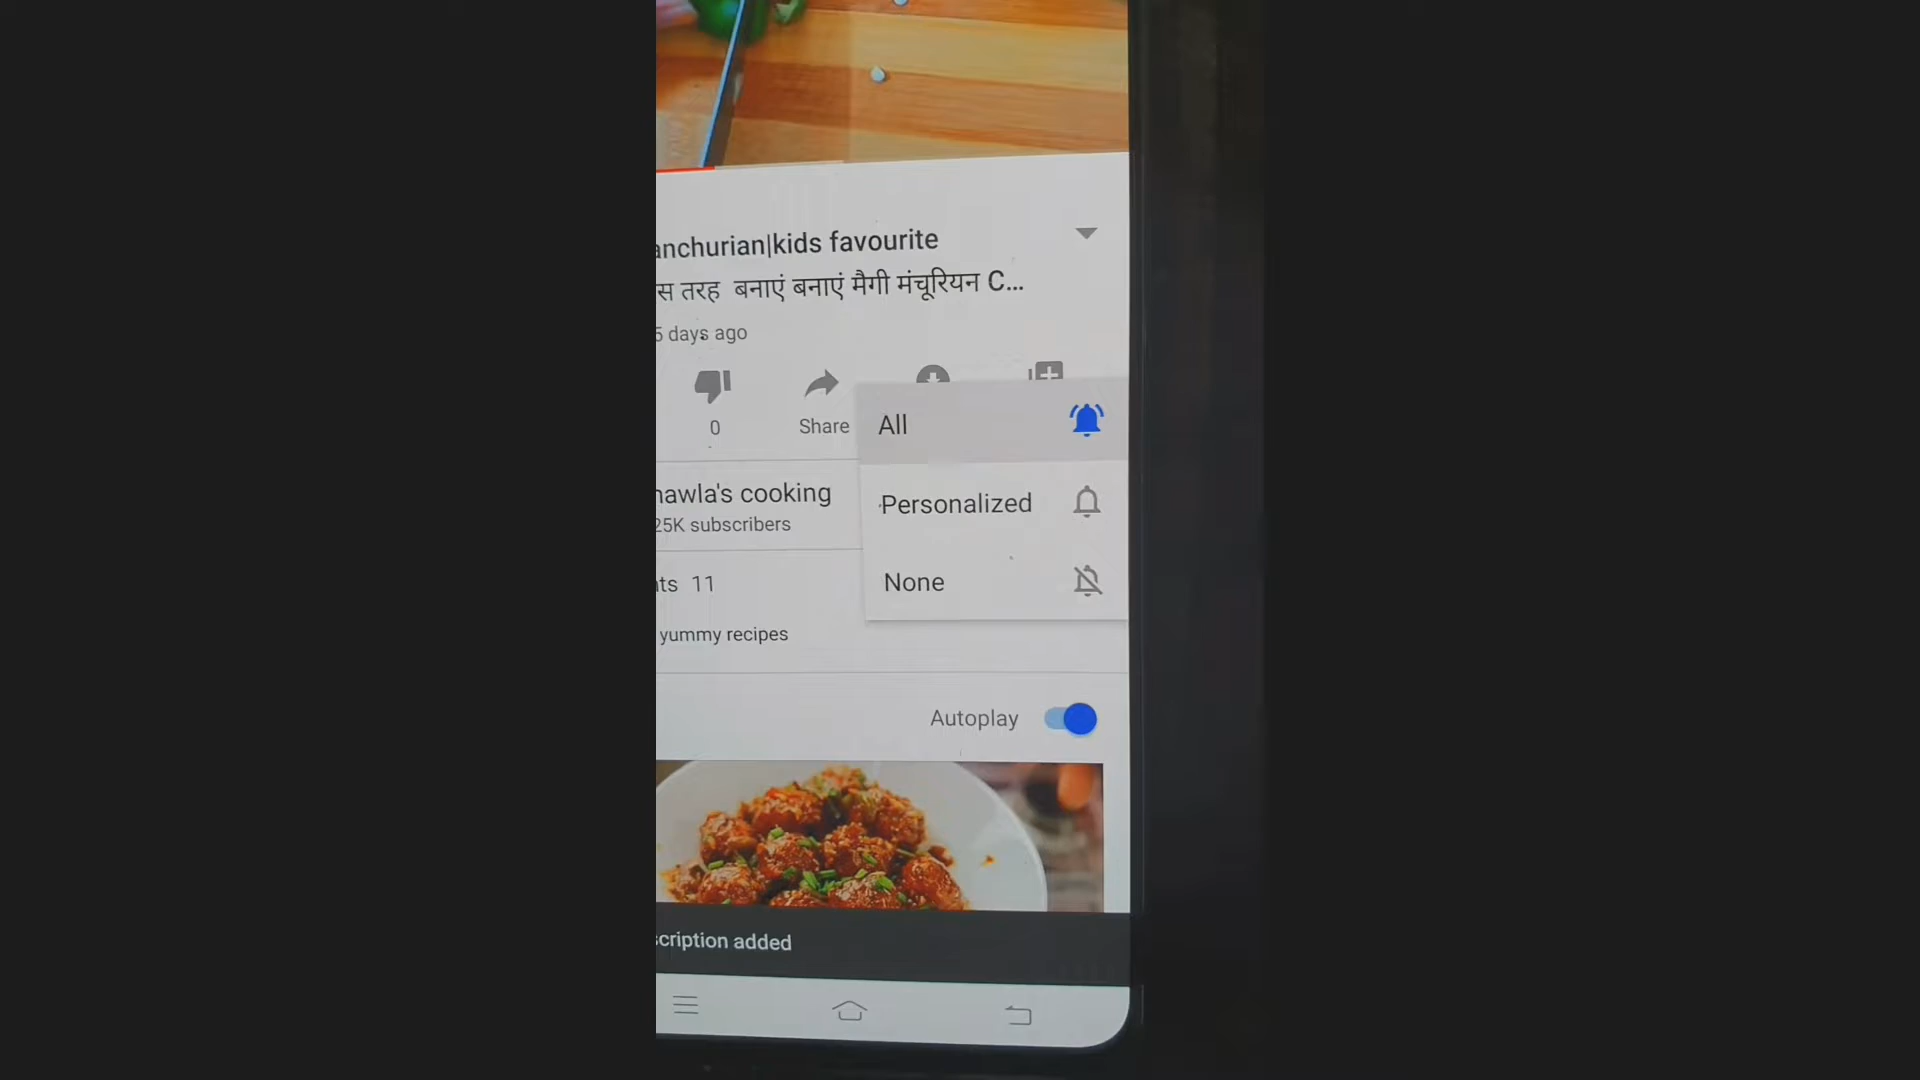 anchurian|kids favourite
स तरह बनाएं बनाएं मैगी मंचूरियन C...
5 days ago
0
Share
All
Personalized
None
hawla's cooking
25K subscribers
ts 11
yummy recipes
Autoplay
scription added